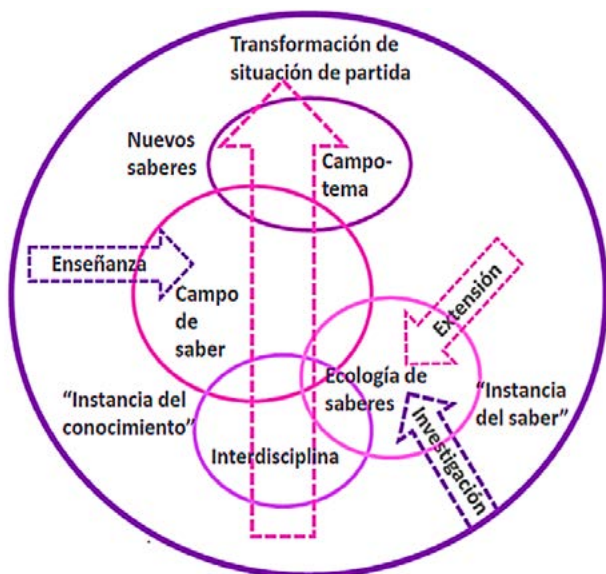 Transformación de
situación de partida
Nuevos
saberes
Campo-
tema
Enseñanza
Campo
de
saber
Extensión
Ecología de
saberes
"Instancia del
conocimiento"
"Instancia
del saber"
Interdisciplina
Investigación